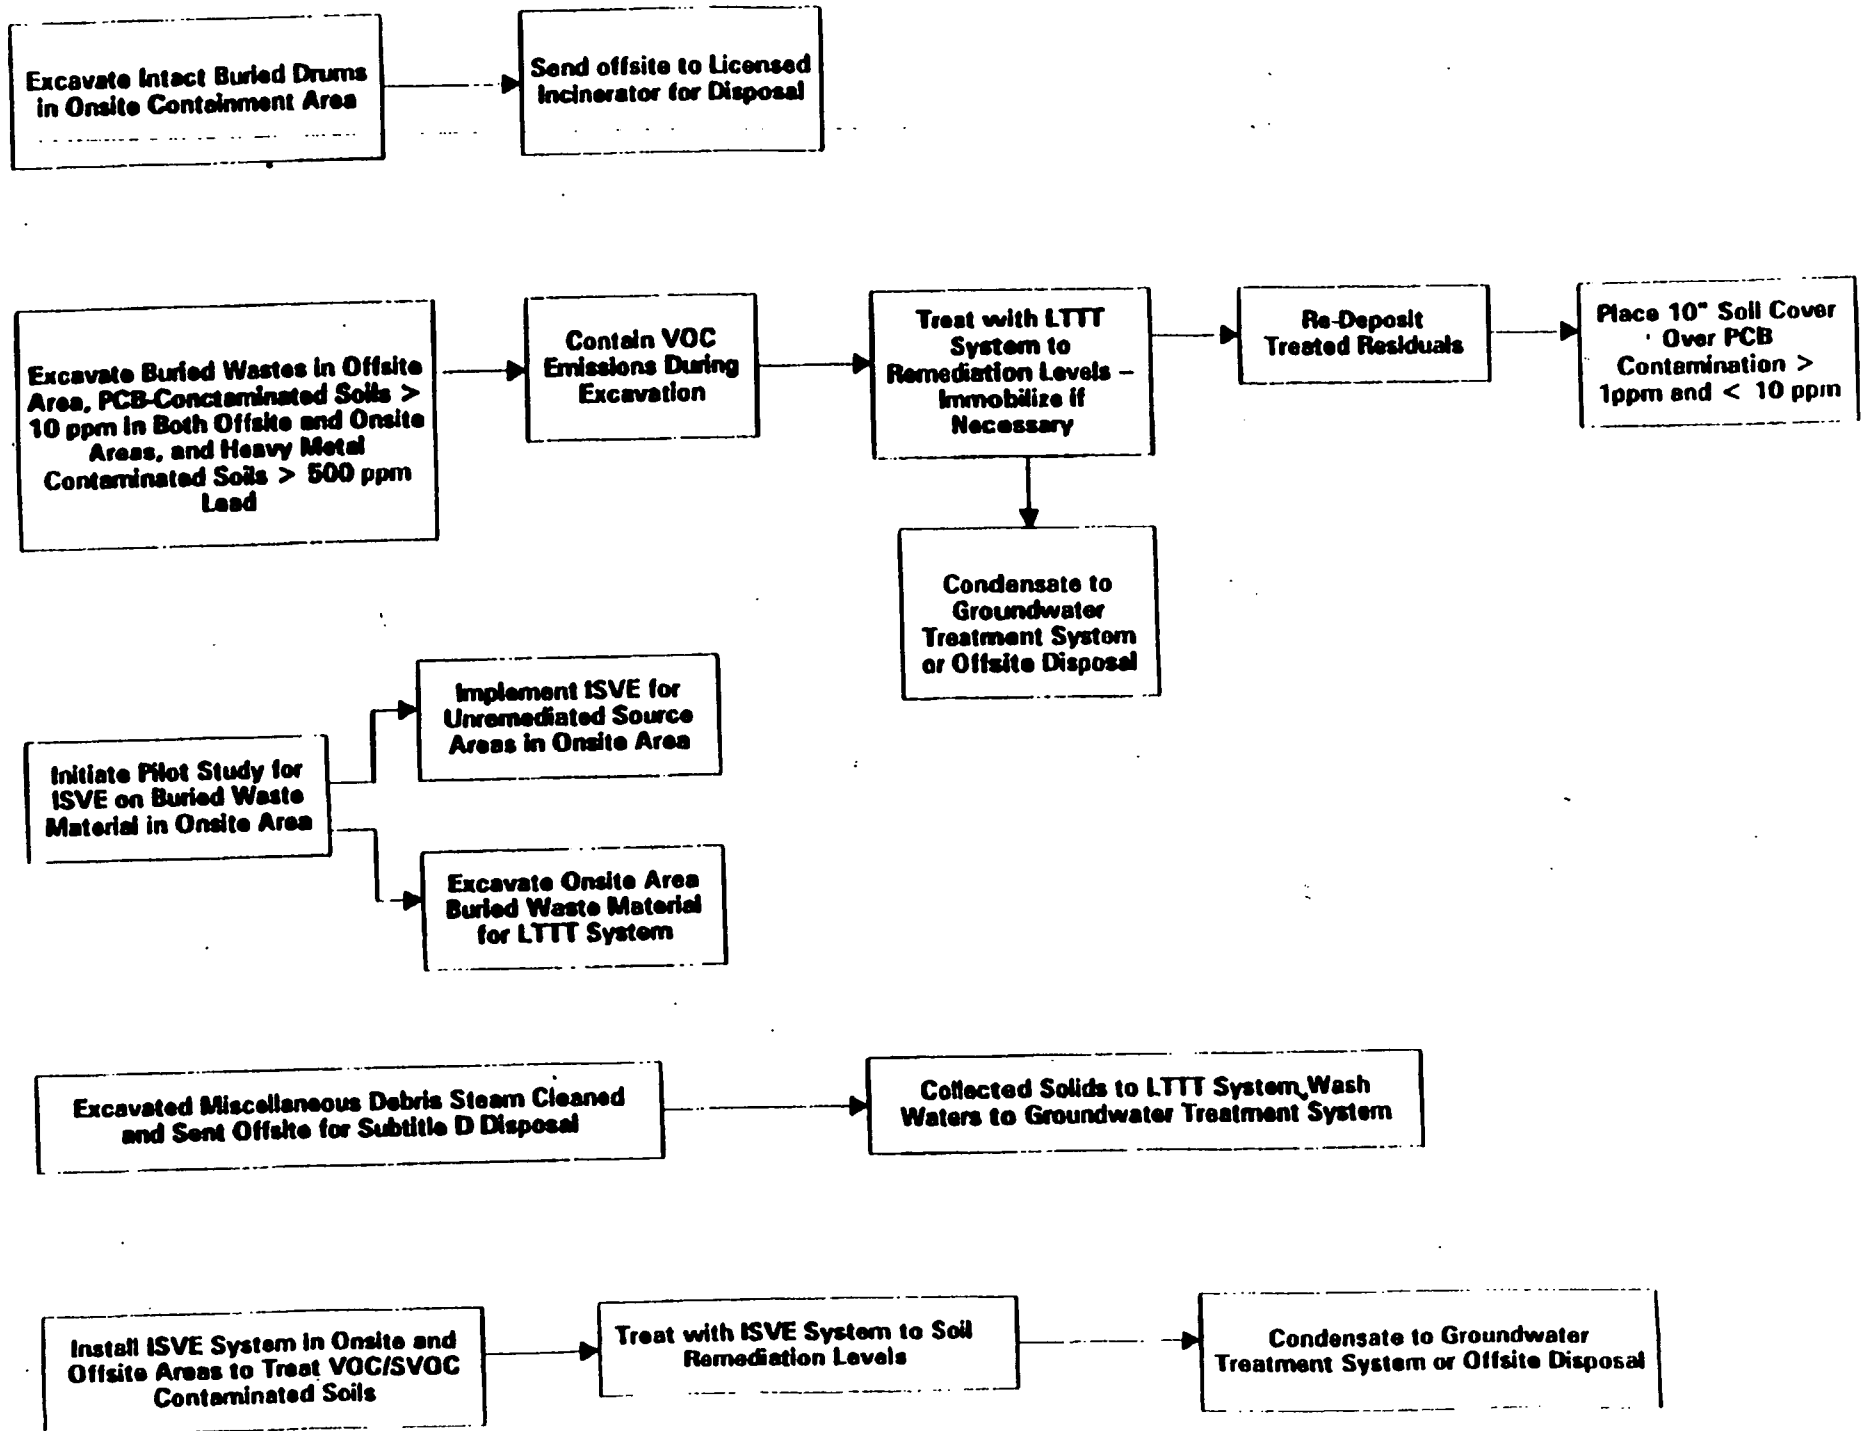 Excavate Intact Buried Drums
in Onsite Containment Area
Send offsite to Licensed
Incinerator for Disposal
Excavate Buried Wastes in Offsite
Area, PCB-Conctaminated Soils >
10 ppm in Both Offsite and Onsite
Areas, and Heavy Metal
Contaminated Soils > 500 ppm
Lead
Contain VOC
Emissions During
Excavation
Treat with LTTT
System to
Remediation Levels –
Immobilize if
Necessary
Re-Deposit
Treated Residuals
Place 10" Soil Cover
Over PCB
Contamination >
1ppm and < 10 ppm
Condensate to
Groundwater
Treatment System
or Offsite Disposal
Initiate Pilot Study for
ISVE on Buried Waste
Material in Onsite Area
Implement ISVE for
Unremediated Source
Areas in Onsite Area
Excavate Onsite Area
Buried Waste Material
for LTTT System
Excavated Miscellaneous Debris Steam Cleaned
and Sent Offsite for Subtitle D Disposal
Collected Solids to LTTT System, Wash
Waters to Groundwater Treatment System
Install ISVE System in Onsite and
Offsite Areas to Treat VOC/SVOC
Contaminated Soils
Treat with ISVE System to Soil
Remediation Levels
Condensate to Groundwater
Treatment System or Offsite Disposal